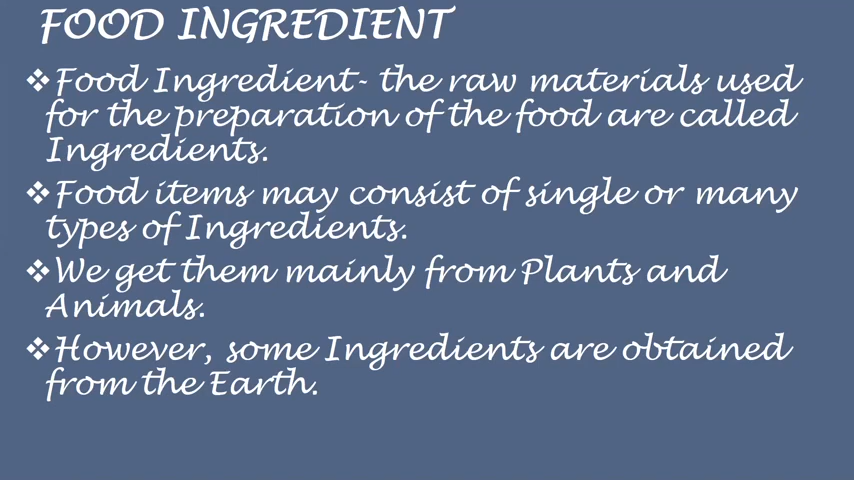 FOOD INGREDIENT
❖Food Ingredient- the raw materials used
for the preparation of the food are called
Ingredients.
❖Food items may consist of single or many
types of Ingredients.
❖We get them mainly from Plants and
Animals.
❖However, some Ingredients are obtained
from the Earth.